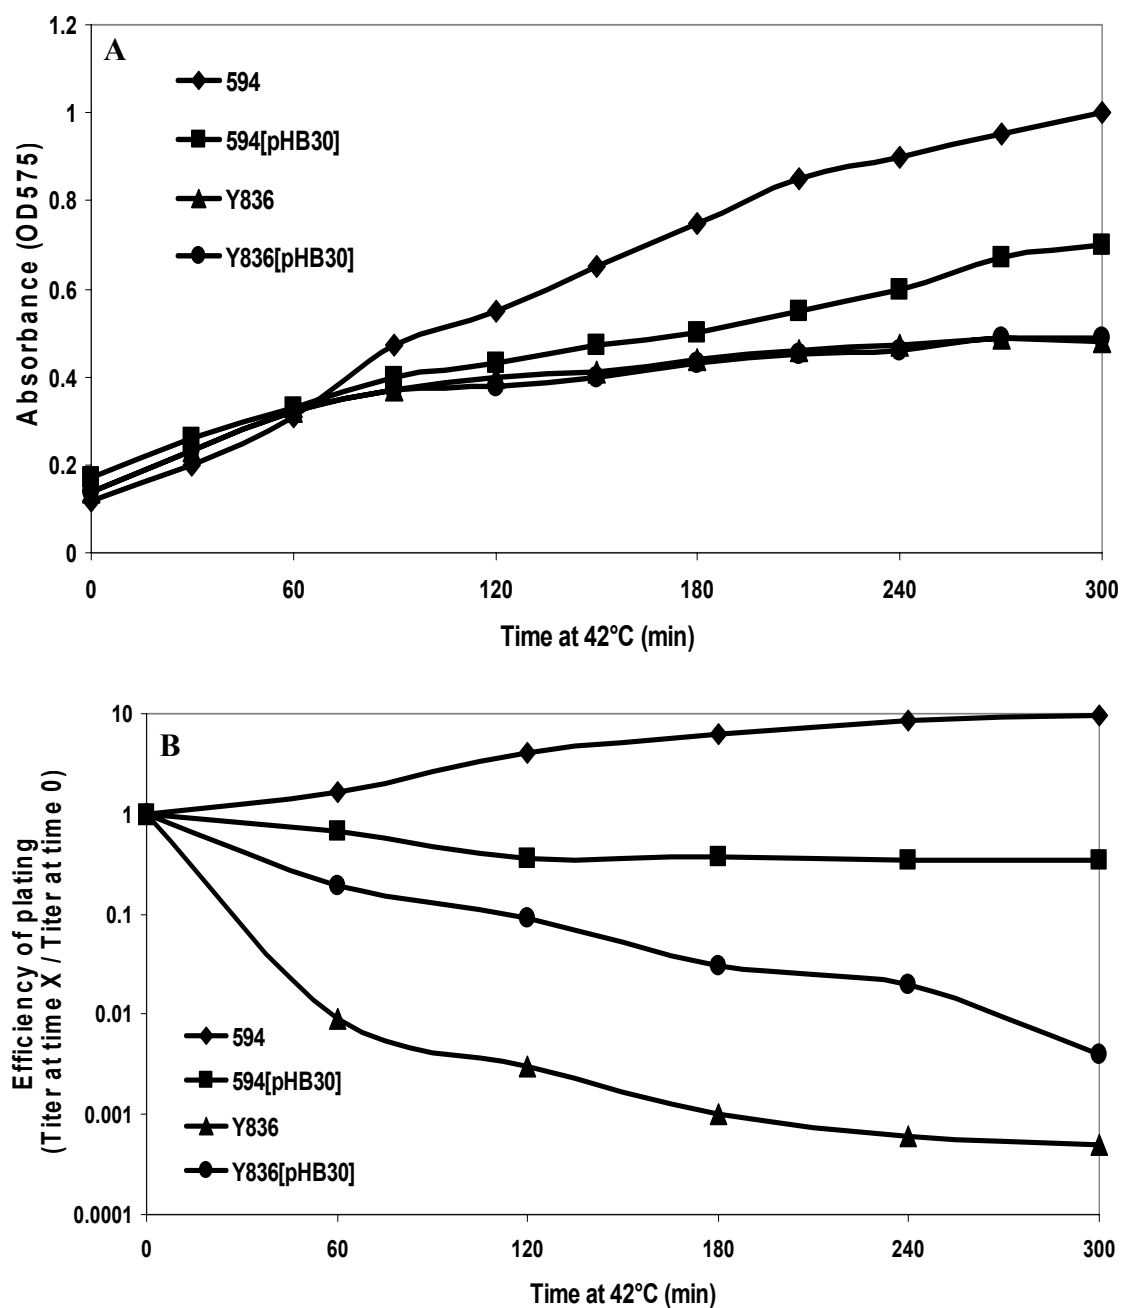 A
594
594[pHB30]
Y836
Y836[pHB30]
Absorbance (OD575)
1.2
1
0.8
0.6
0.4
0.2
0
0 60 120 180 240 300
Time at 42°C (min)
B
Efficiency of plating
(Titer at time X / Titer at time 0)
10
1
0.1
0.01
0.001
0.0001
594
594[pHB30]
Y836
Y836[pHB30]
0 60 120 180 240 300
Time at 42°C (min)